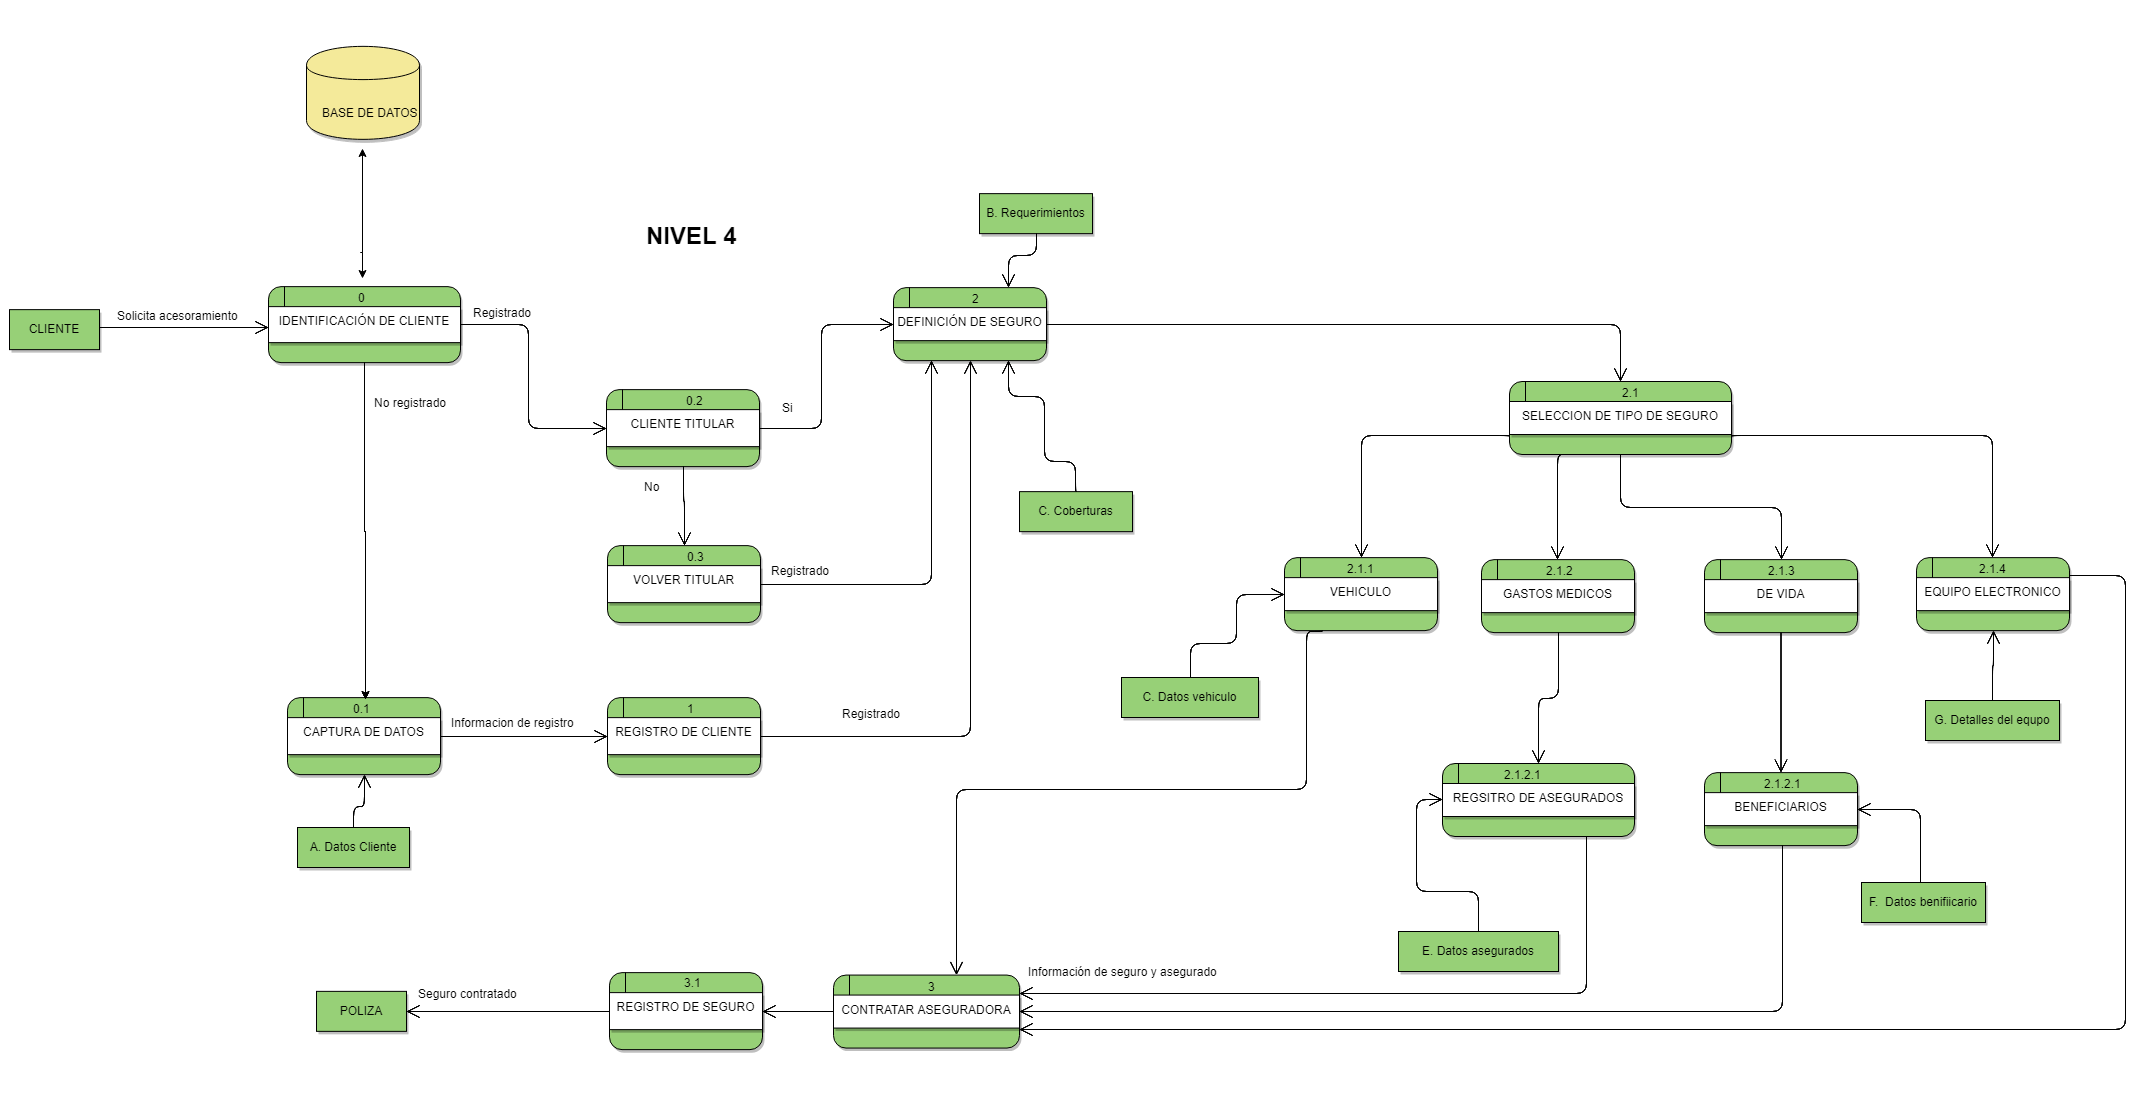 BASE DE DATOS
NIVEL 4
B. Requerimientos
CLIENTE
Solicita acesoramiento
0
IDENTIFICACIÓN DE CLIENTE
Registrado
No registrado
2
DEFINICIÓN DE SEGURO
0.2
CLIENTE TITULAR
Si
No
2.1
SELECCION DE TIPO DE SEGURO
C. Coberturas
0.3
VOLVER TITULAR
Registrado
2.1.1
VEHICULO
2.1.2
GASTOS MEDICOS
2.1.3
DE VIDA
2.1.4
EQUIPO ELECTRONICO
C. Datos vehiculo
G. Detalles del equpo
0.1
CAPTURA DE DATOS
Informacion de registro
1
REGISTRO DE CLIENTE
Registrado
A. Datos Cliente
2.1.2.1
REGSITRO DE ASEGURADOS
2.1.2.1
BENEFICIARIOS
F. Datos benifiicario
E. Datos asegurados
POLIZA
Seguro contratado
3.1
REGISTRO DE SEGURO
3
CONTRATAR ASEGURADORA
Información de seguro y asegurado